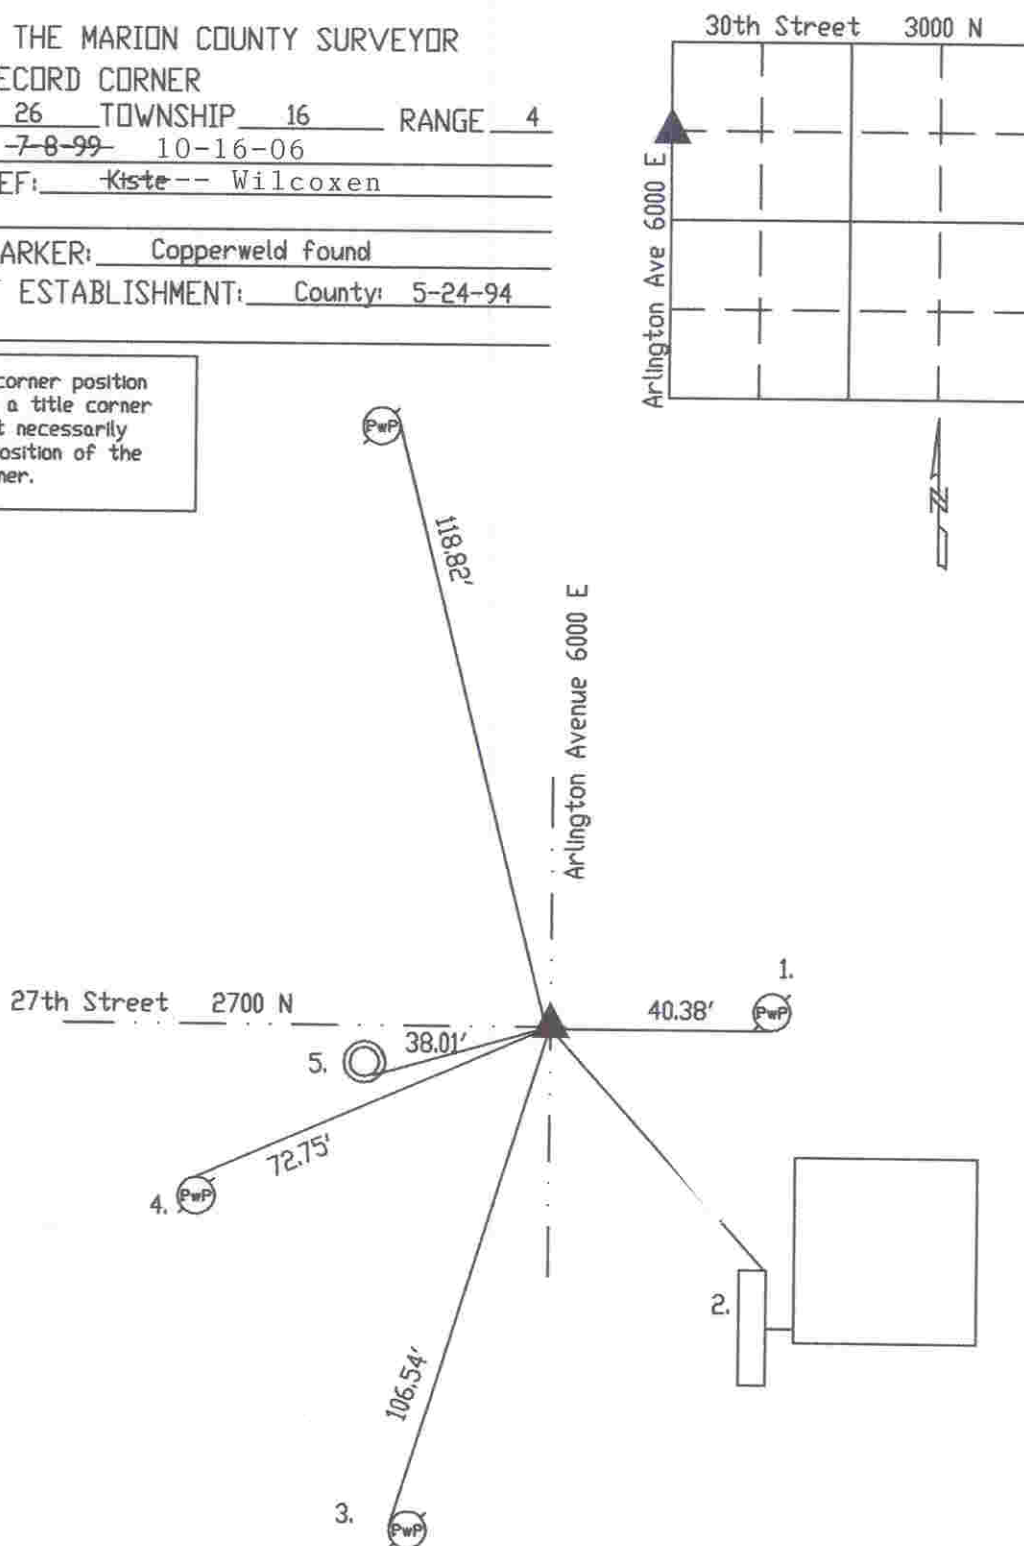 THE MARION COUNTY SURVEYOR
ECORD CORNER
26 TOWNSHIP 16 RANGE 4
7-8-99 10-16-06
EF: Kiste -- Wilcoxen
ARKER: Copperweld found
ESTABLISHMENT: County: 5-24-94
corner position
a title corner
t necessarily
osition of the
ner.
30th Street 3000 N
Arlington Ave 6000 E
N
PwP
118.82'
Arlington Avenue 6000 E
27th Street 2700 N
1.
40.38'
PwP
5.
38.01'
72.75'
4.
PwP
2.
106.54'
3.
PwP